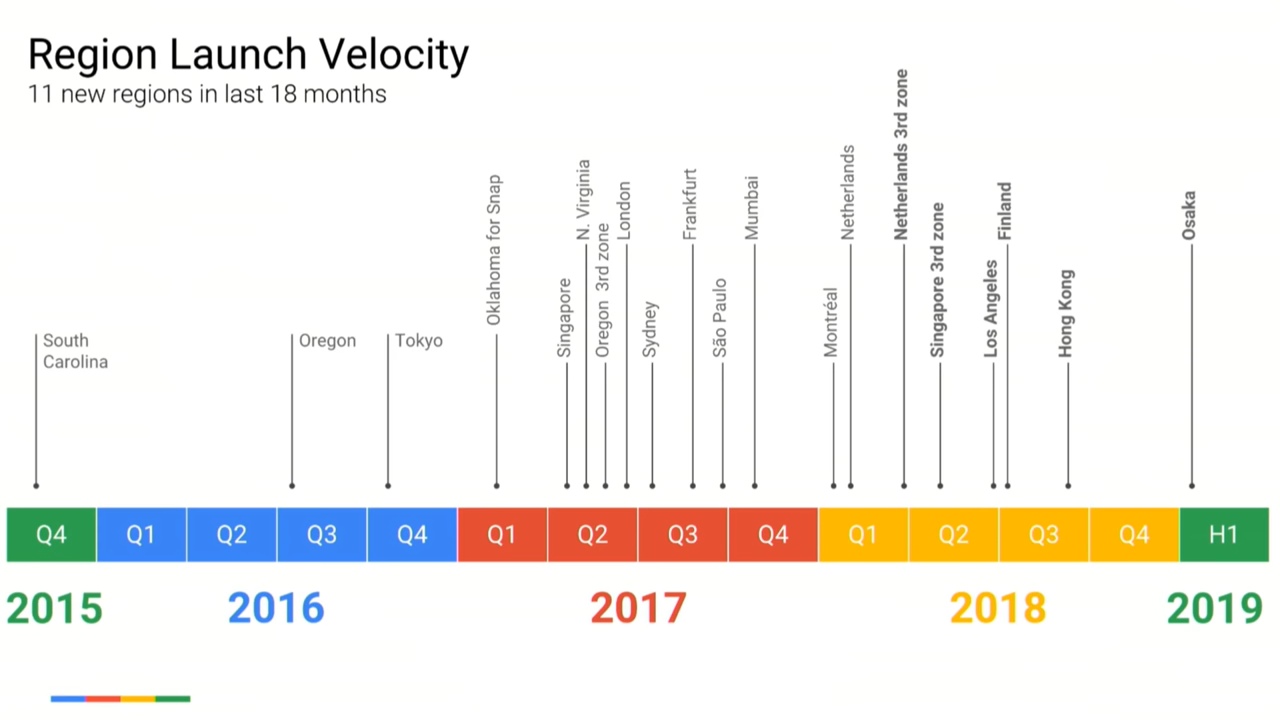 Region Launch Velocity
11 new regions in last 18 months
South
Carolina
Oregon
Tokyo
Oklahoma for Snap
Singapore
N. Virginia
Oregon 3rd zone
London
Sydney
Frankfurt
São Paulo
Mumbai
Montréal
Netherlands
Netherlands 3rd zone
Singapore 3rd zone
Los Angeles
Finland
Hong Kong
Osaka
Q4 Q1 Q2 Q3 Q4 Q1 Q2 Q3 Q4 Q1 Q2 Q3 Q4 H1
2015 2016 2017 2018 2019